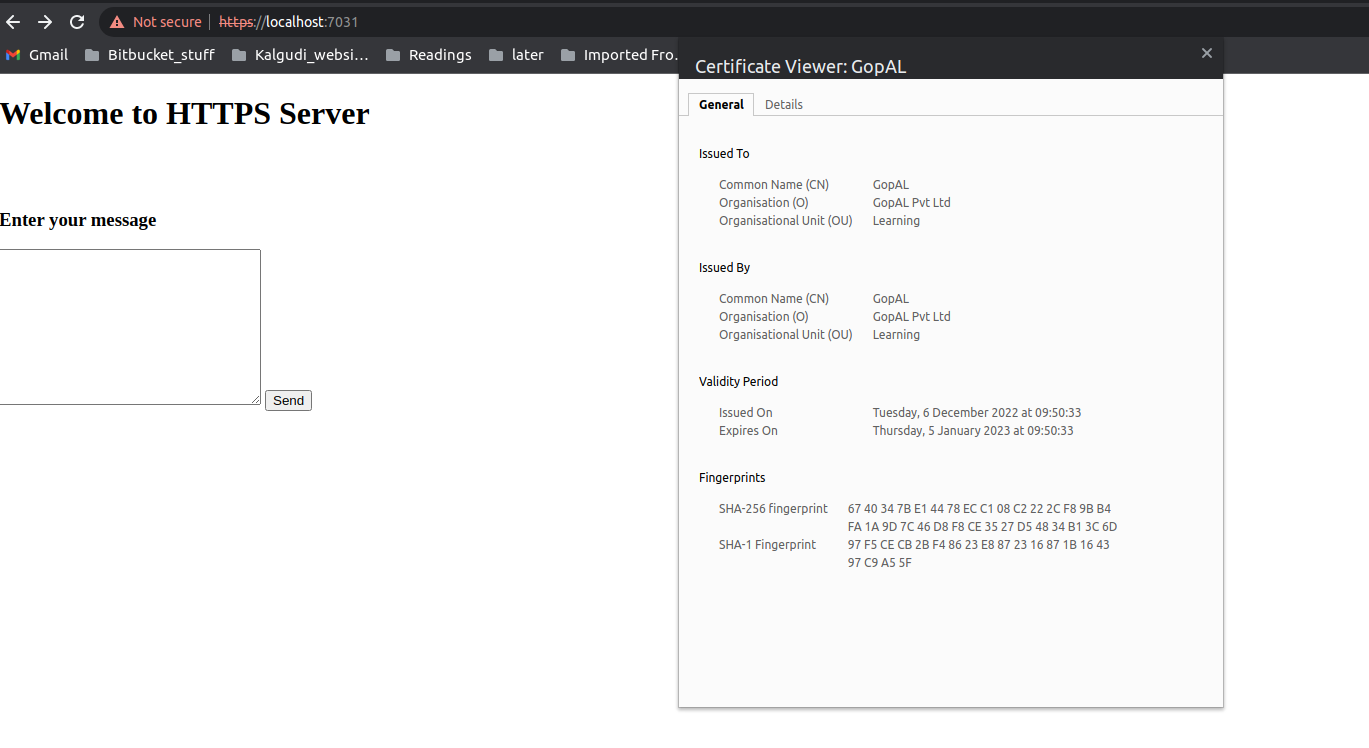 Not secure | https://localhost:7031
Gmail Bitbucket_stuff Kalgudi_websi... Readings later Imported Fro...
Welcome to HTTPS Server
Enter your message
Send
Certificate Viewer: GopAL
General Details
Issued To
Common Name (CN) GopAL
Organisation (O) GopAL Pvt Ltd
Organisational Unit (OU) Learning
Issued By
Common Name (CN) GopAL
Organisation (O) GopAL Pvt Ltd
Organisational Unit (OU) Learning
Validity Period
Issued On Tuesday, 6 December 2022 at 09:50:33
Expires On Thursday, 5 January 2023 at 09:50:33
Fingerprints
SHA-256 fingerprint 67 40 34 7B E1 44 78 EC C1 08 C2 22 2C F8 9B B4
FA 1A 9D 7C 46 D8 F8 CE 35 27 D5 48 34 B1 3C 6D
SHA-1 Fingerprint 97 F5 CE CB 2B F4 86 23 E8 87 23 16 87 1B 16 43
97 C9 A5 5F